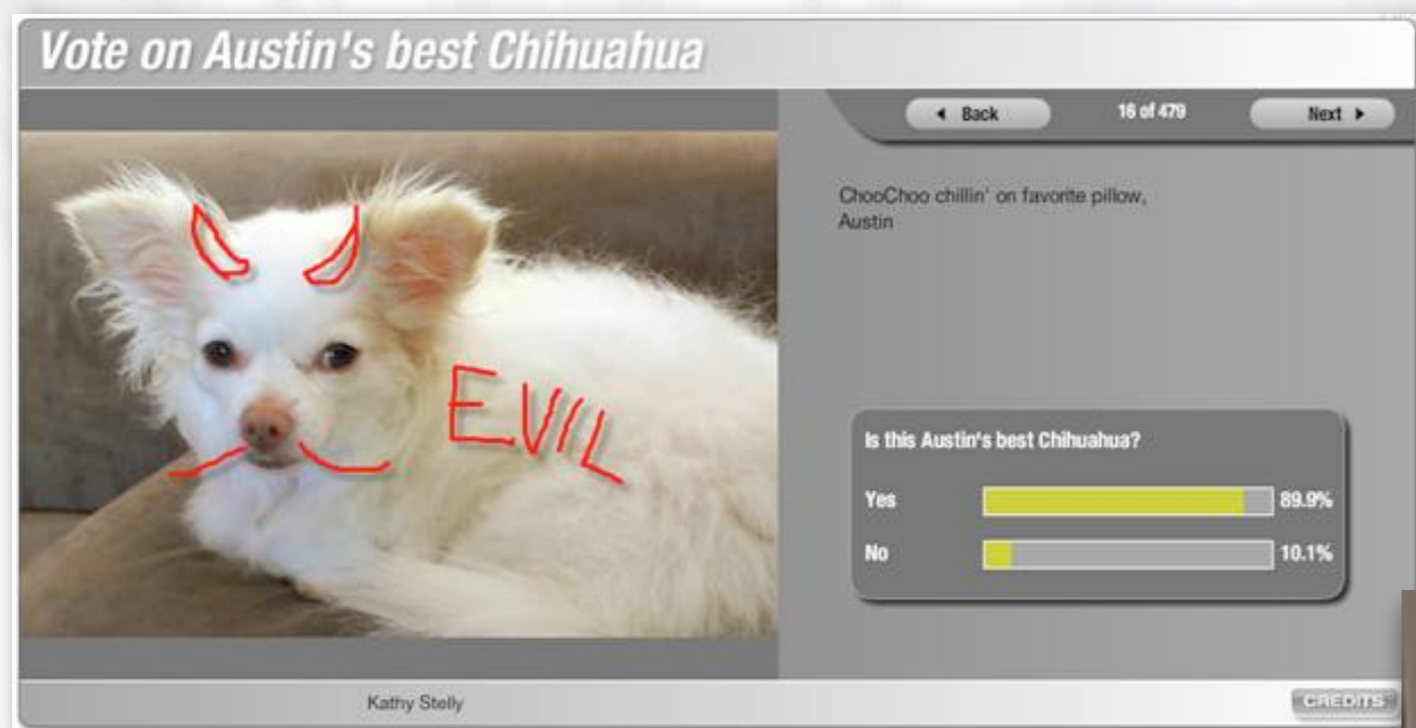 Vote on Austin's best Chihuahua
◄ Back
16 of 479
Next ►
ChooChoo chillin' on favorite pillow,
Austin
EVIL
Is this Austin's best Chihuahua?
Yes
89.9%
No
10.1%
Kathy Stelly
CREDITS